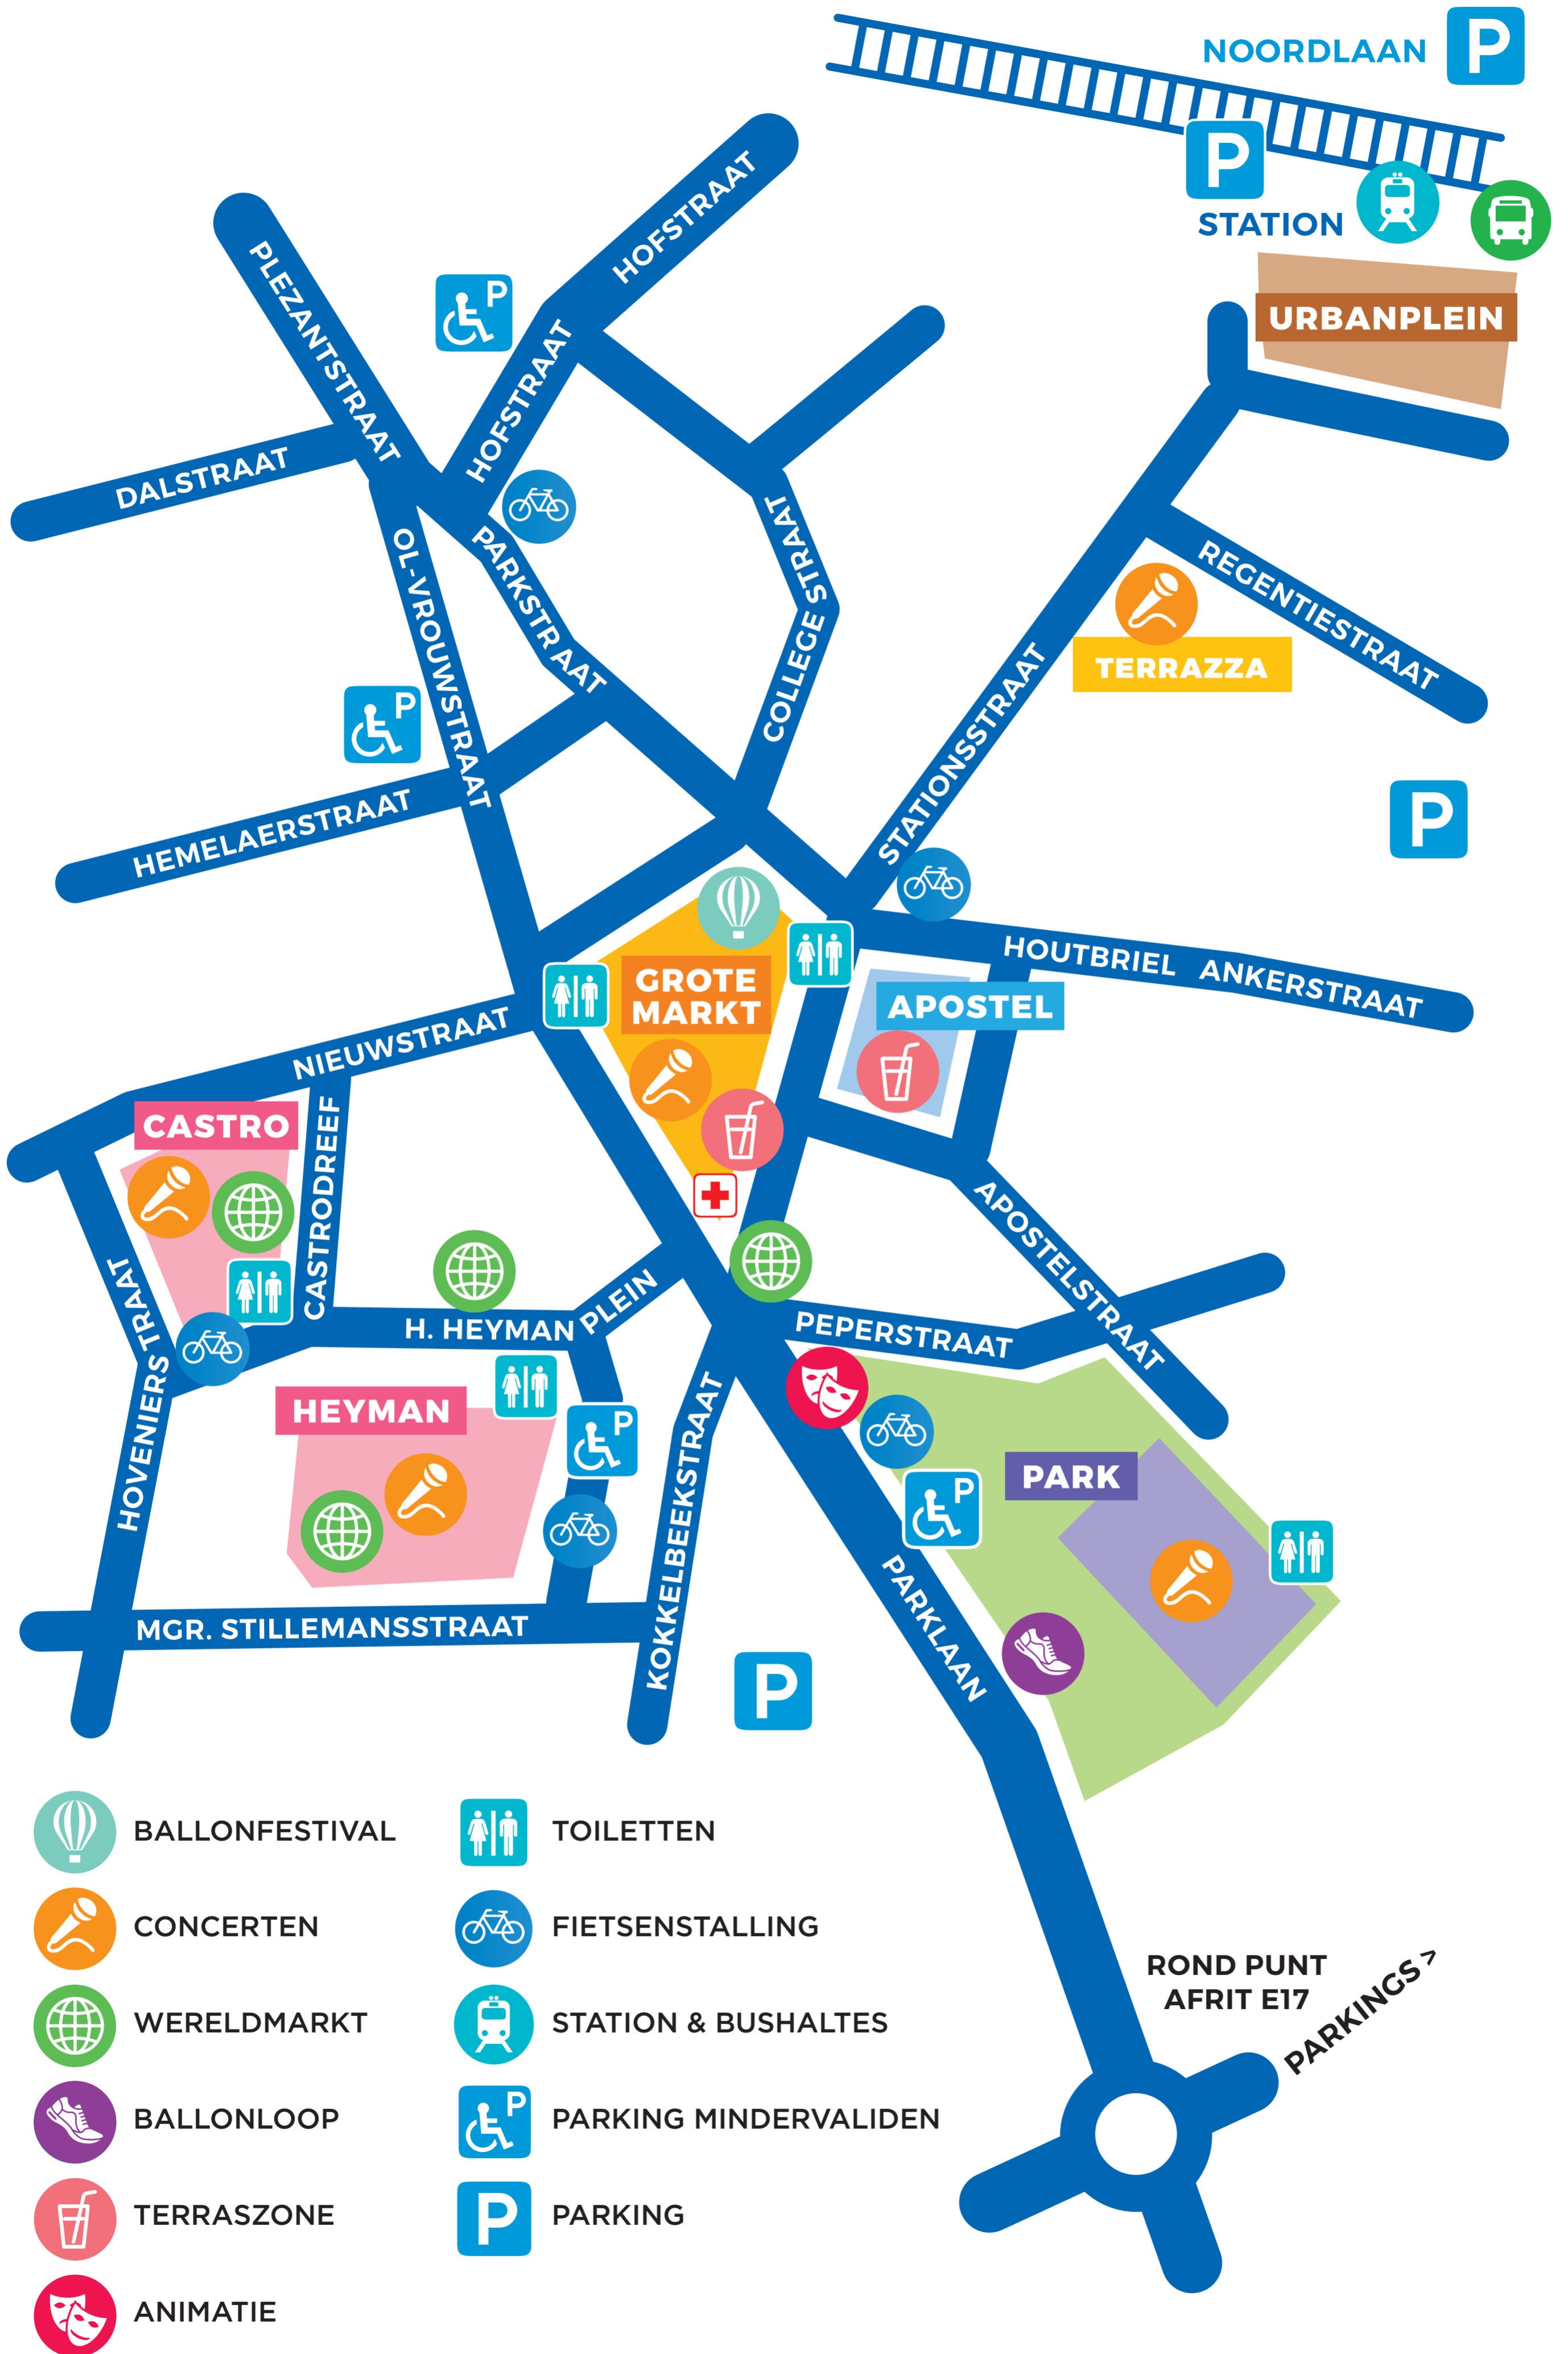 NOORDLAAN
P
P
STATION
URBANPLEIN
HOFSTRAAT
PLEZANTSTRAAT
P
HOFSTRAAT
DALSTRAAT
OL-VROUWSTRAAT
PARKSTRAAT
COLLEGE STRAAT
REGENTIESTRAAT
TERRAZZA
STATIONSSTRAAT
P
HEMELAERSTRAAT
P
GROTE
MARKT
HOUTBRIEL ANKERSTRAAT
APOSTEL
NIEUWSTRAAT
CASTRO
CASTRODREEF
APOSTELSTRAAT
HOVENIERSTRAAT
H. HEYMAN PLEIN
PEPERSTRAAT
HEYMAN
P
KOKKELBEEKSTRAAT
PARK
P
PARKLAAN
MGR. STILLEMANSSTRAAT
P
BALLONFESTIVAL
CONCERTEN
WERELDMARKT
BALLONLOOP
TERRASZONE
ANIMATIE
TOILETTEN
FIETSENSTALLING
STATION & BUSHALTES
P
PARKING MINDERVALIDEN
P
PARKING
ROND PUNT
AFRIT E17
PARKINGS >